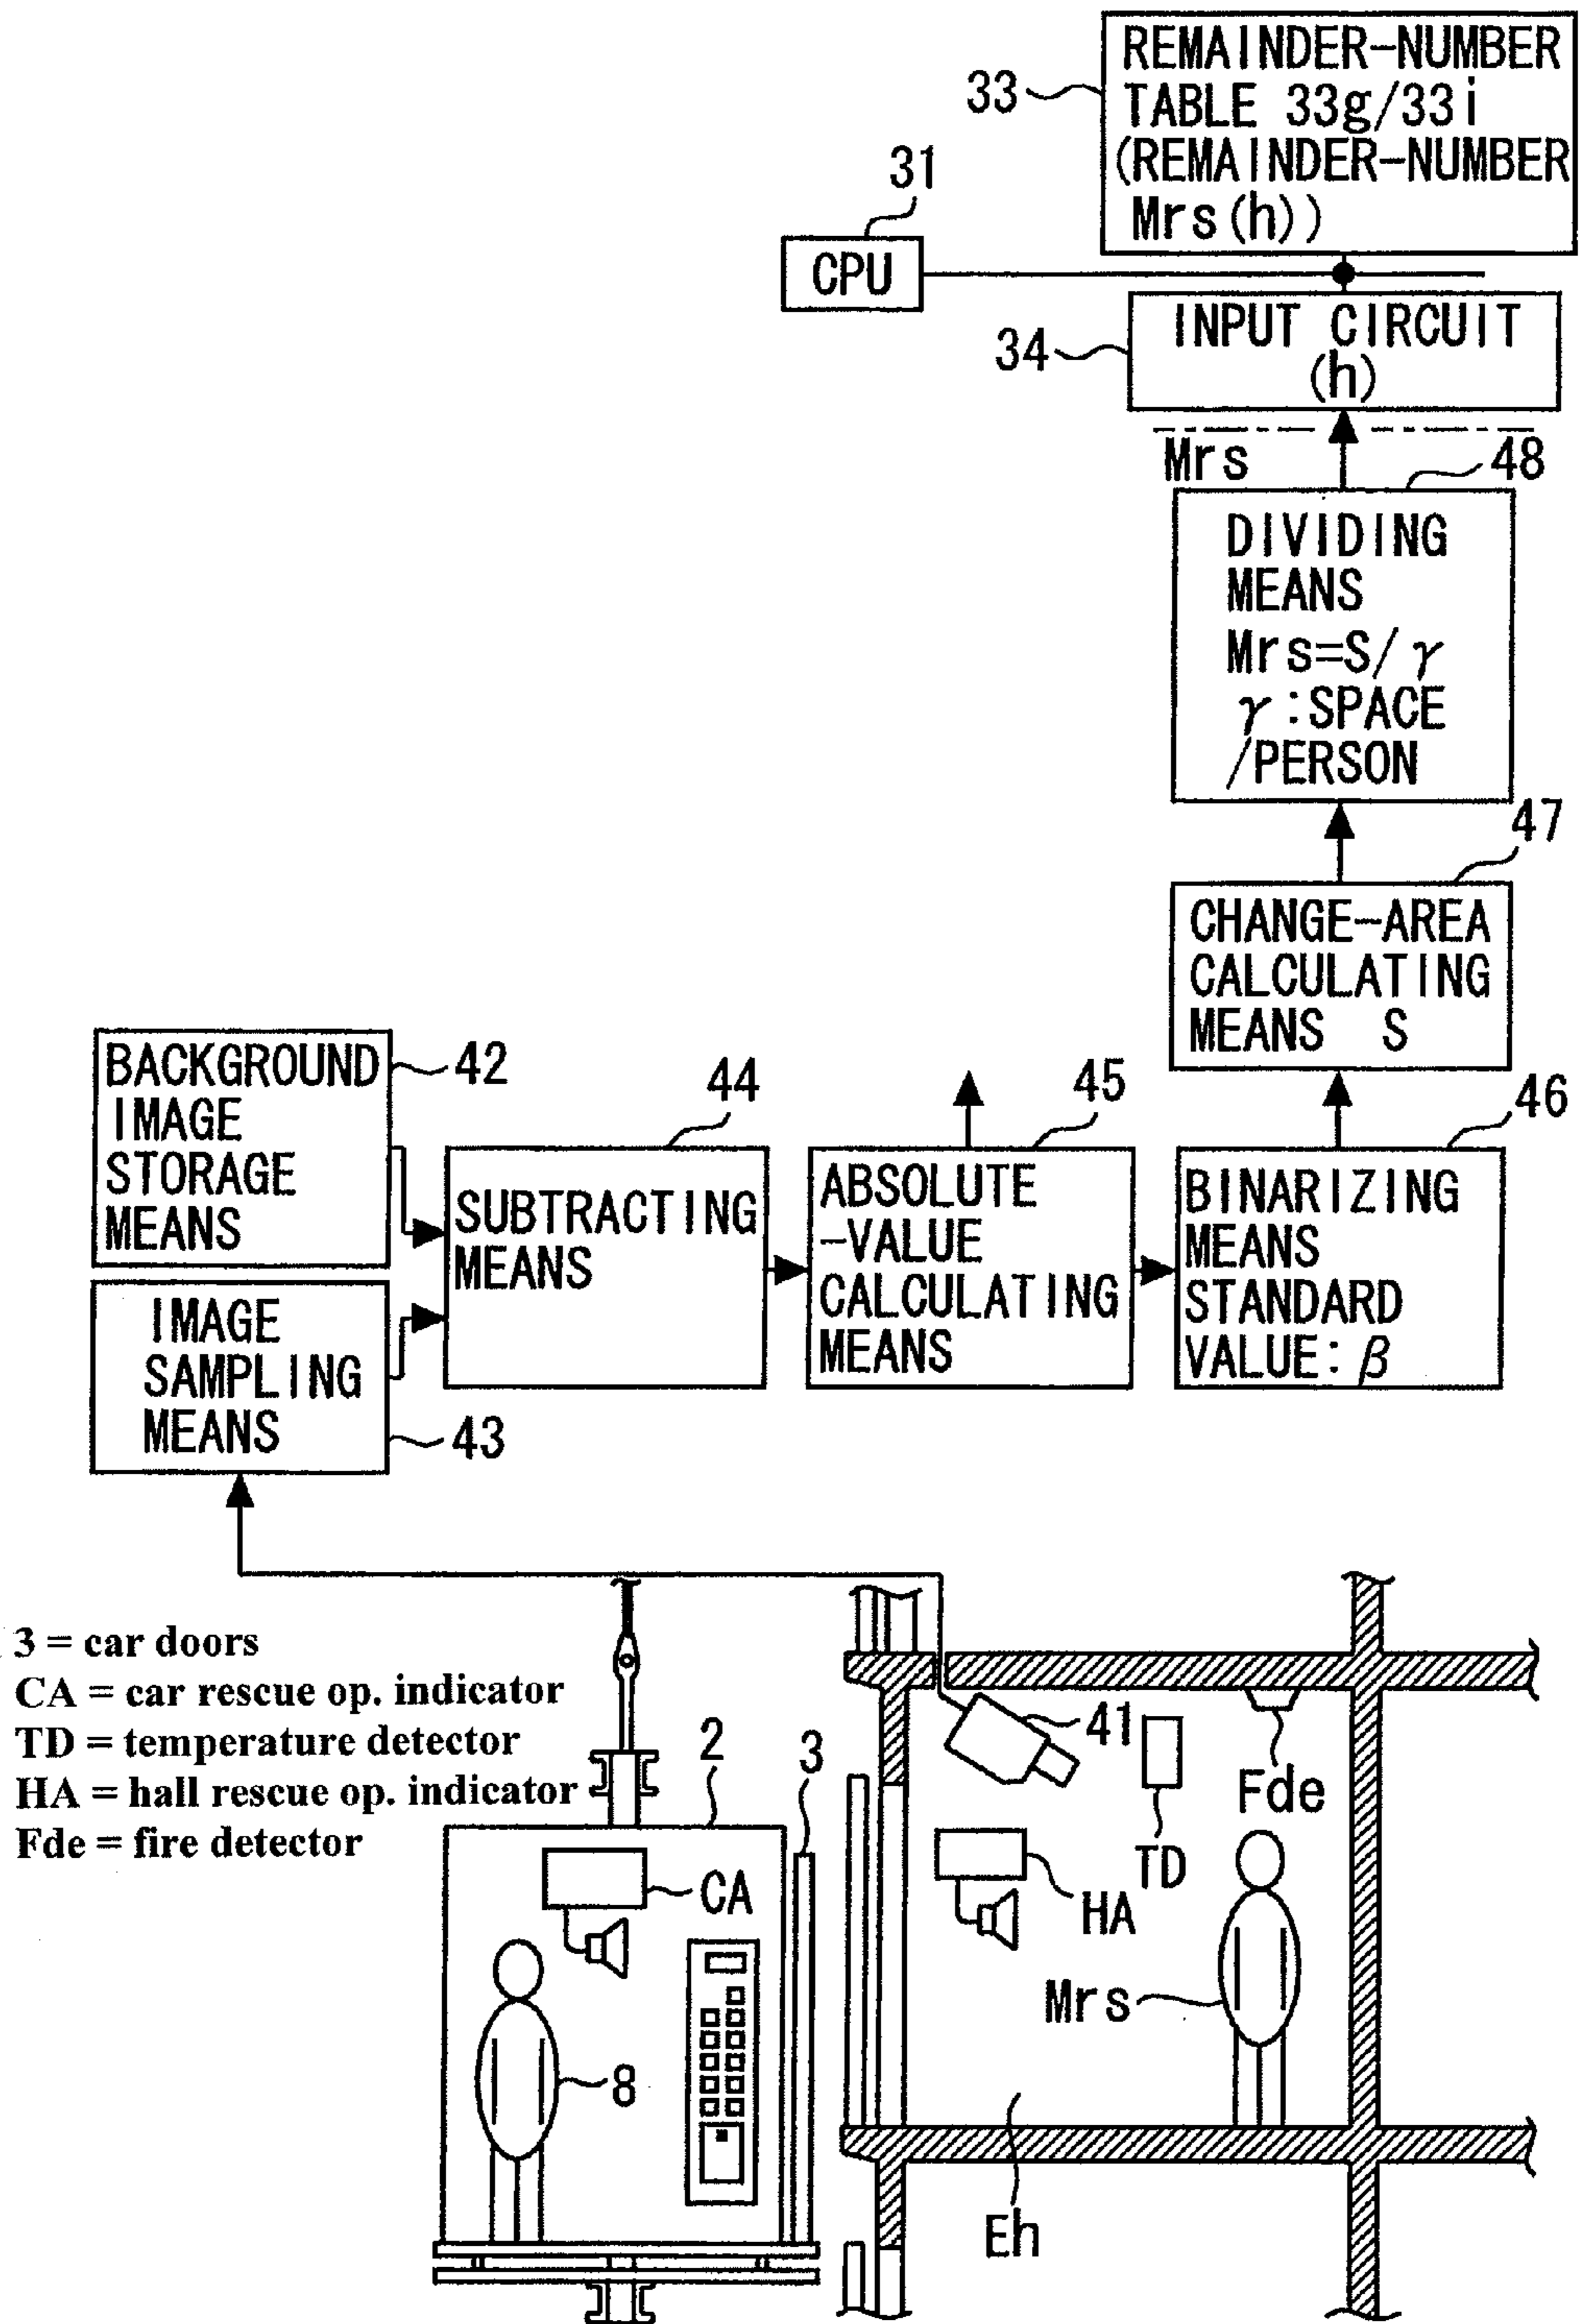 REMAINDER-NUMBER
TABLE 33g/33i
(REMAINDER-NUMBER
Mrs(h))
33
31
CPU
INPUT CIRCUIT
(h)
34
Mrs
48
DIVIDING
MEANS
Mrs=S/γ
γ:SPACE
/PERSON
47
CHANGE-AREA
CALCULATING
MEANS S
BACKGROUND
IMAGE
STORAGE
MEANS
42
44
SUBTRACTING
MEANS
45
ABSOLUTE
-VALUE
CALCULATING
MEANS
46
BINARIZING
MEANS
STANDARD
VALUE:β
IMAGE
SAMPLING
MEANS
43
3 = car doors
CA = car rescue op. indicator
TD = temperature detector
HA = hall rescue op. indicator
Fde = fire detector
2
3
41
Fde
TD
CA
HA
Mrs
8
Eh